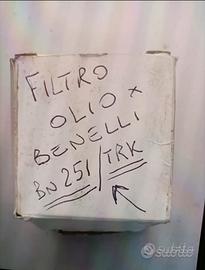 FILTRO
OLIO x
BENELLI
BN 251/TRK
subito